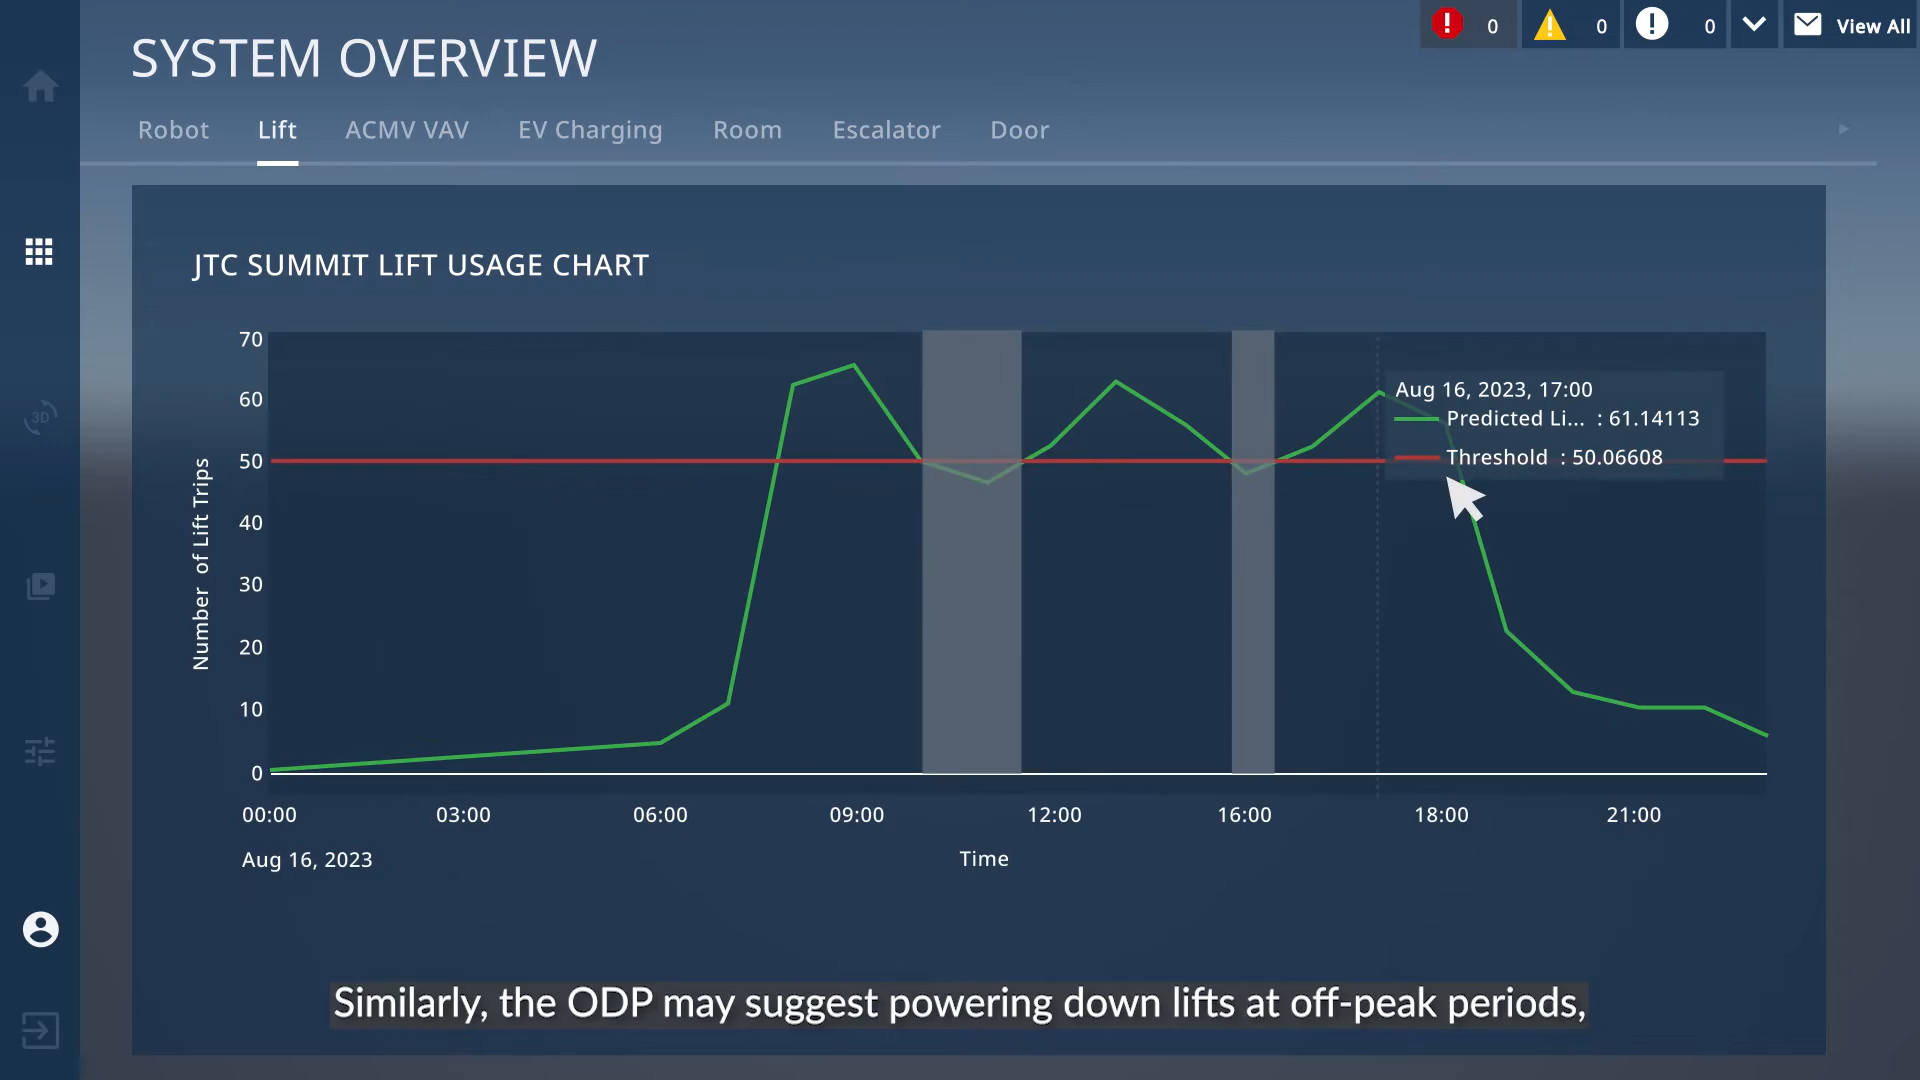 SYSTEM OVERVIEW
0
0
0
View All
Robot Lift ACMV VAV EV Charging Room Escalator Door
3D
JTC SUMMIT LIFT USAGE CHART
Number of Lift Trips
70
60
50
40
30
20
10
0
Aug 16, 2023, 17:00
Predicted Li... : 61.14113
Threshold : 50.06608
00:00 03:00 06:00 09:00 12:00 16:00 18:00 21:00
Aug 16, 2023
Time
Similarly, the ODP may suggest powering down lifts at off-peak periods,